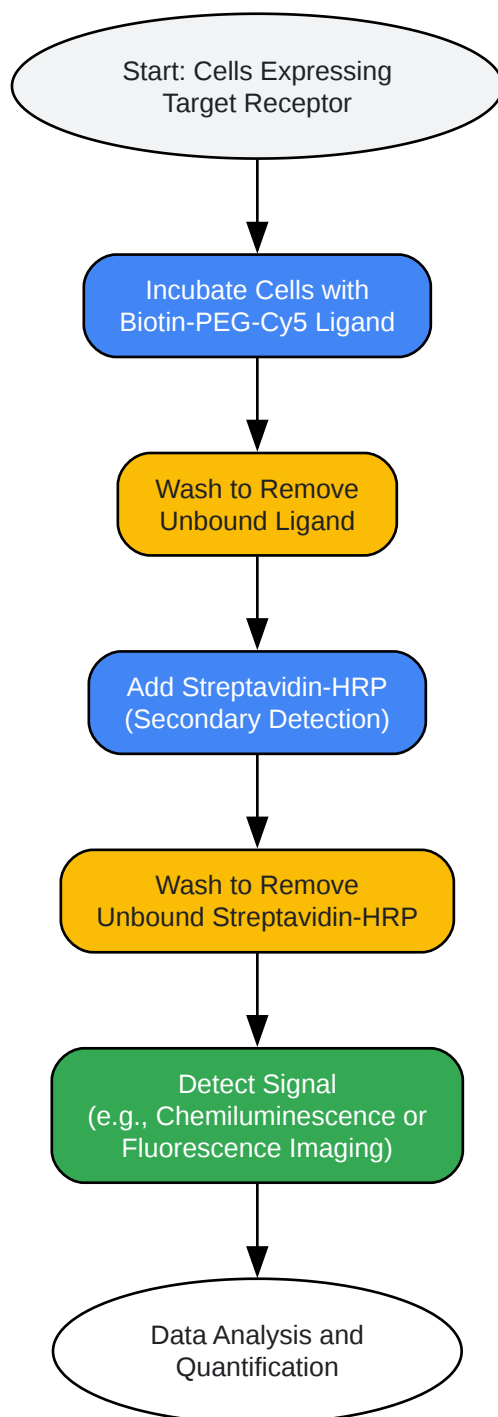 Start: Cells Expressing
Target Receptor
Incubate Cells with
Biotin-PEG-Cy5 Ligand
Wash to Remove
Unbound Ligand
Add Streptavidin-HRP
(Secondary Detection)
Wash to Remove
Unbound Streptavidin-HRP
Detect Signal
(e.g., Chemiluminescence or
Fluorescence Imaging)
Data Analysis and
Quantification